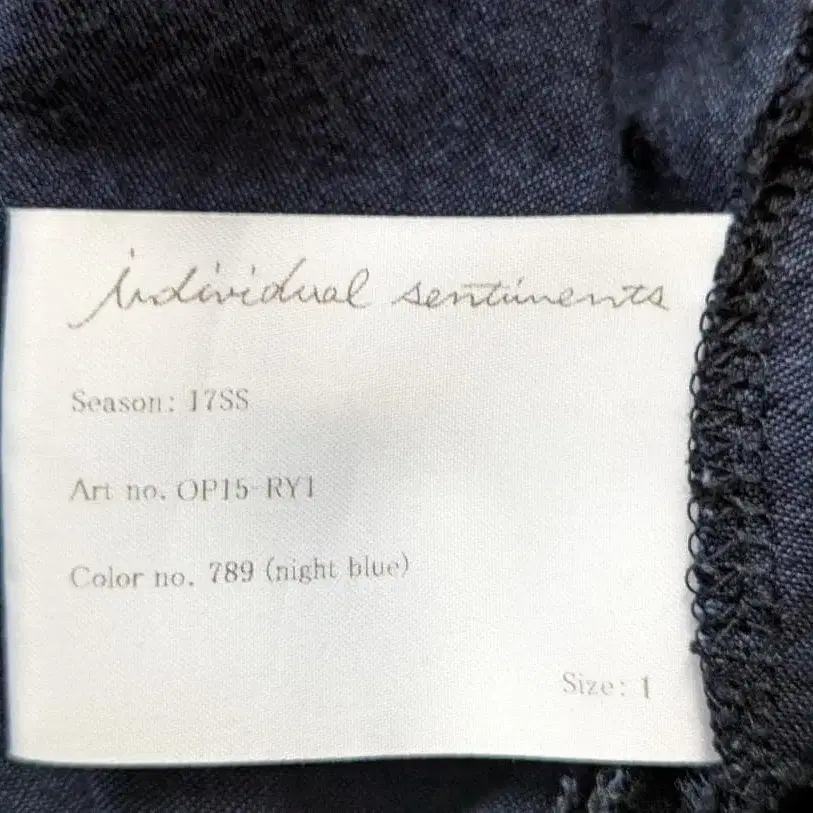 individual sentiments
Season: 17SS
Art no. OP15-RY1
Color no. 789 (night blue)
Size: 1